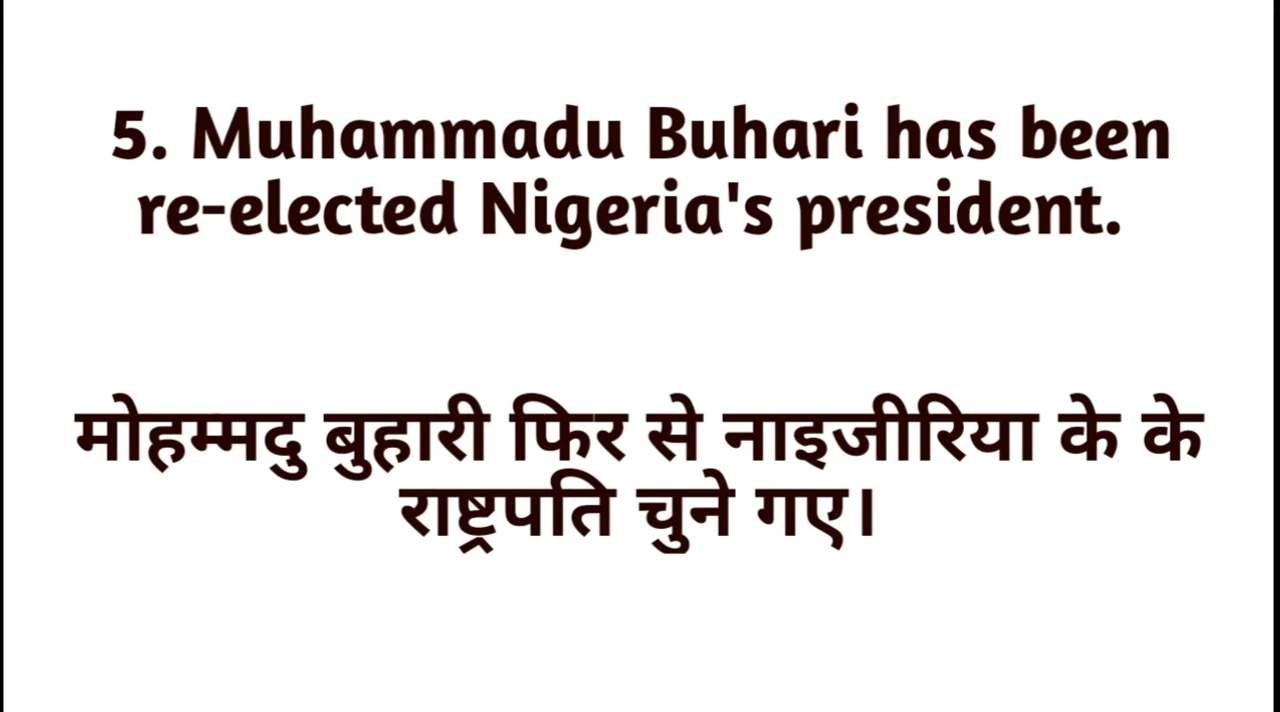 5. Muhammadu Buhari has been
re-elected Nigeria's president.
मोहम्मदु बुहारी फिर से नाइजीरिया के के
राष्ट्रपति चुने गए।